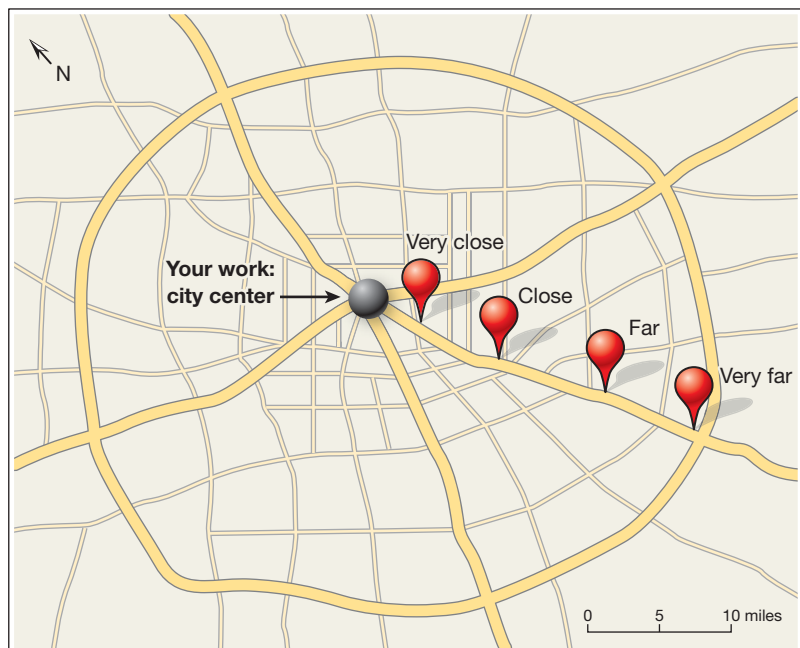 N
Very close
Your work:
city center
Close
Far
Very far
0 5 10 miles